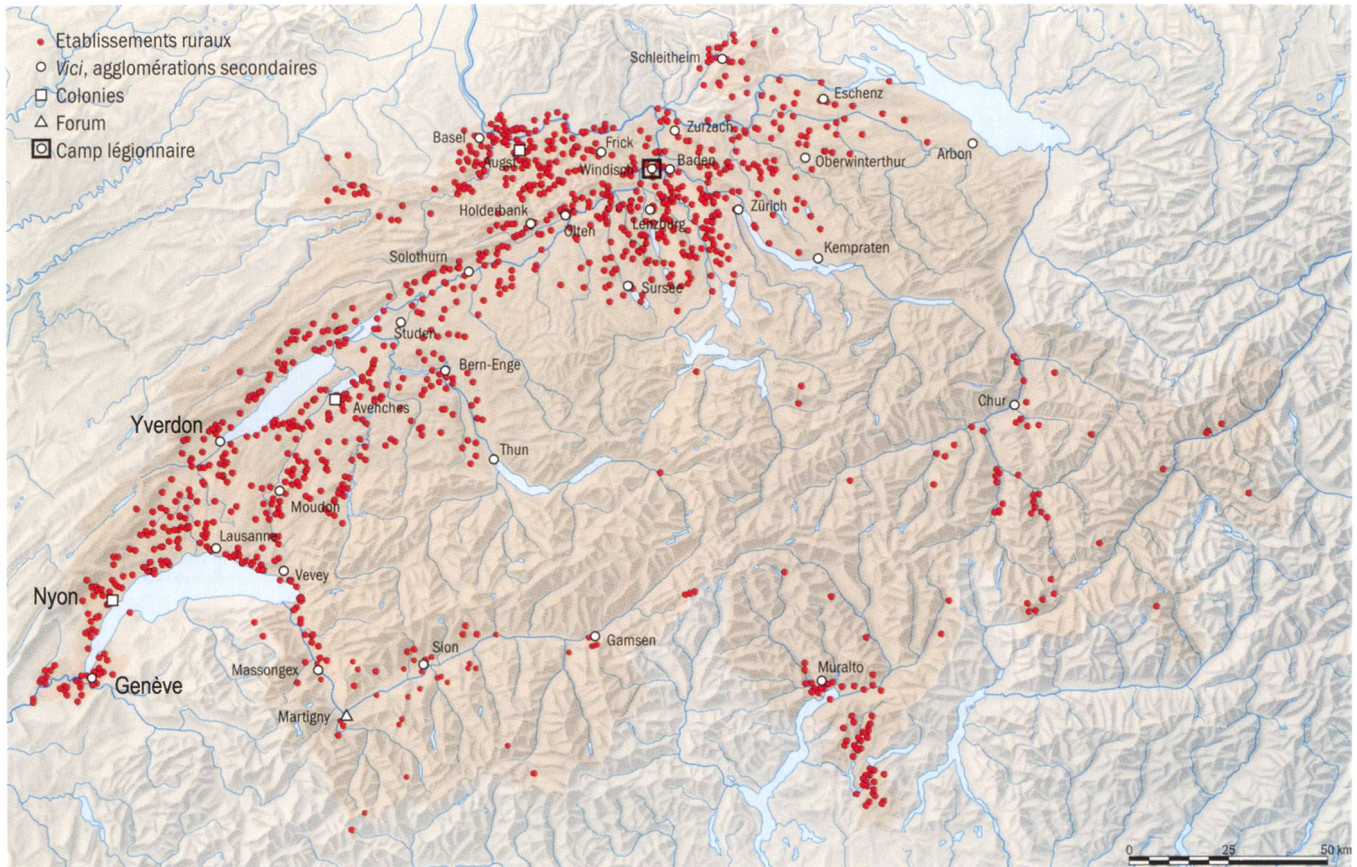 Etablissements ruraux
Vici, agglomérations secondaires
Colonies
Forum
Camp légionnaire
Schleitheim
Eschenz
Basel
Zurzach
Frick
Augst
Arbon
Oberwinterthur
Windisch
Baden
Holderbank
Olten
Lenzburg
Zürich
Kempraten
Solothurn
Sursee
Studen
Bern-Enge
Chur
Avenches
Yverdon
Thun
Moudon
Lausanne
Vevey
Nyon
Gamsen
Sion
Massongex
Muralto
Genève
Martigny
0 25 50 km